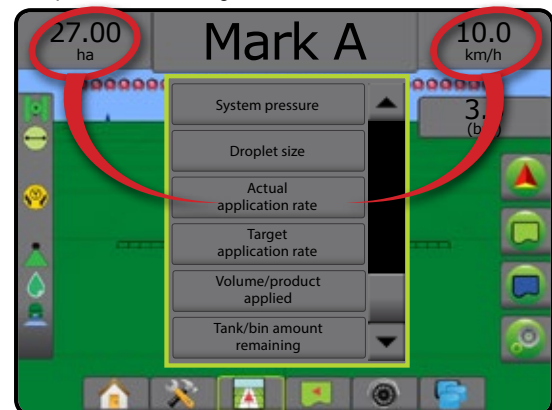 27.00
ha
Mark A
10.0
km/h
System pressure
3.
Droplet size
Actual
application rate
Target
application rate
Volume/product
applied
Tank/bin amount
remaining